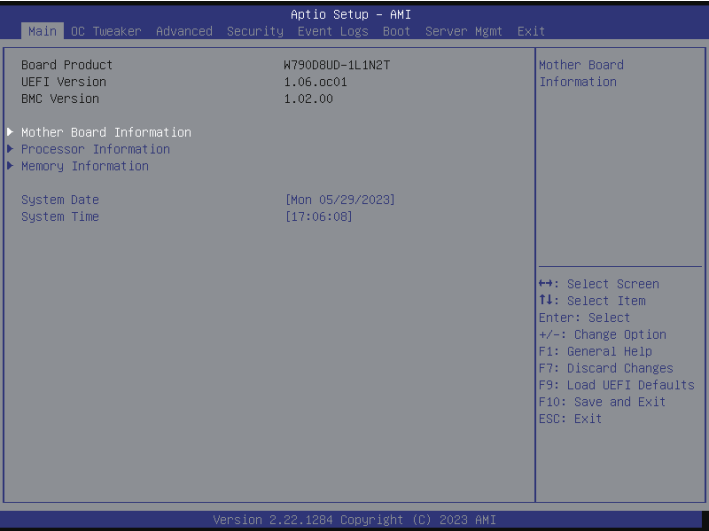 Aptio Setup – AMI
Main OC Tweaker Advanced Security Event Logs Boot Server Mgmt Exit
Board Product W790D8UD-1L1N2T
UEFI Version 1.06.oc01
BMC Version 1.02.00
Mother Board Information
Processor Information
Memory Information
System Date [Mon 05/29/2023]
System Time [17:06:08]
Mother Board
Information
↔: Select Screen
↑↓: Select Item
Enter: Select
+/-: Change Option
F1: General Help
F7: Discard Changes
F9: Load UEFI Defaults
F10: Save and Exit
ESC: Exit
Version 2.22.1284 Copyright (C) 2023 AMI